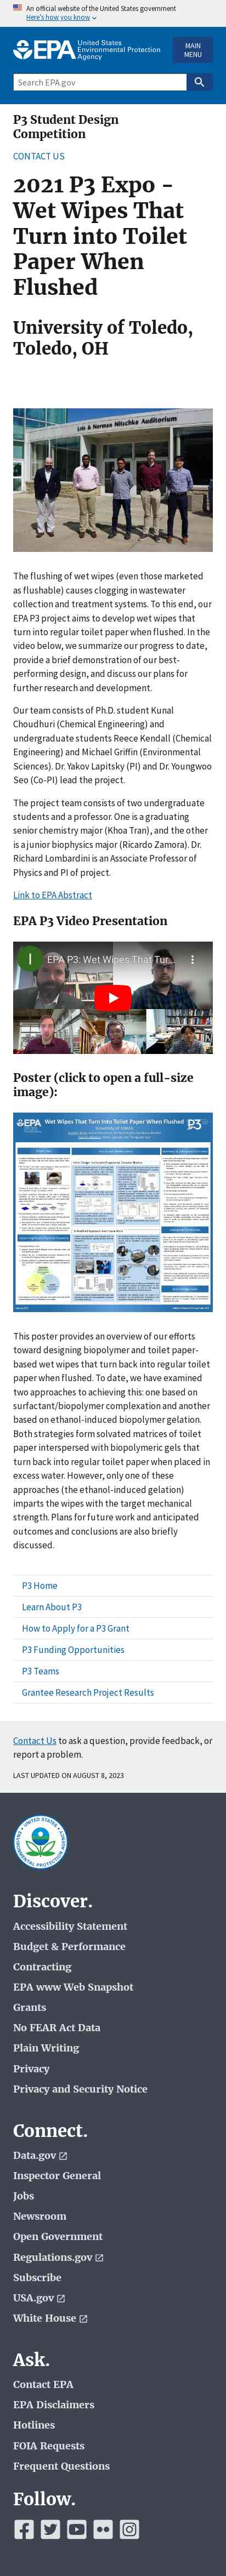 An official website of the United States government
Here's how you know
EPA United States
Environmental Protection
Agency
MAIN
MENU
Search EPA.gov
P3 Student Design
Competition
CONTACT US
2021 P3 Expo -
Wet Wipes That
Turn into Toilet
Paper When
Flushed
University of Toledo,
Toledo, OH
Lois & Norman Nitschke Auditorium
The flushing of wet wipes (even those marketed
as flushable) causes clogging in wastewater
collection and treatment systems. To this end, our
EPA P3 project aims to develop wet wipes that
turn into regular toilet paper when flushed. In the
video below, we summarize our progress to date,
provide a brief demonstration of our best-
performing design, and discuss our plans for
further development.
Our team consists of Ph.D. student Kunal
Choudhuri (Chemical Engineering) and
undergraduate students Reece Kendall (Chemical
Engineering) and Michael Griffin (Environmental
Sciences). Dr. Yakov Lapitsky (PI) and Dr. Youngwoo
Seo (Co-PI) lead the project.
The project team consists of two undergraduate
students and a professor. One is a graduating
senior chemistry major (Khoa Tran), and the other
is a junior biophysics major (Ricardo Zamora). Dr.
Richard Lombardini is an Associate Professor of
Physics and PI of project.
Link to EPA Abstract
EPA P3 Video Presentation
I
EPA P3: Wet Wipes That Tur...
Poster (click to open a full-size
image):
EPA
Wet Wipes That Turn Into Toilet Paper When Flushed
P3
This poster provides an overview of our efforts
toward designing biopolymer and toilet paper-
based wet wipes that turn back into regular toilet
paper when flushed. To date, we have examined
two approaches to achieving this: one based on
surfactant/biopolymer complexation and another
on ethanol-induced biopolymer gelation. Both
strategies form solvated matrices of toilet
paper interspersed with biopolymeric gels that
turn back to regular toilet paper when placed in
excess water. However, only one of these
approaches (the ethanol-induced gelation)
enables wipes with the target mechanical
strength. Plans for future work and anticipated
outcomes and conclusions are also briefly
discussed.
P3 Home
Learn About P3
How to Apply for a P3 Grant
P3 Funding Opportunities
P3 Teams
Grantee Research Project Results
Contact Us to ask a question, provide feedback, or
report a problem.
LAST UPDATED ON AUGUST 8, 2023
Discover.
Accessibility Statement
Budget & Performance
Contracting
EPA www Web Snapshot
Grants
No FEAR Act Data
Plain Writing
Privacy
Privacy and Security Notice
Connect.
Data.gov
Inspector General
Jobs
Newsroom
Open Government
Regulations.gov
Subscribe
USA.gov
White House
Ask.
Contact EPA
EPA Disclaimers
Hotlines
FOIA Requests
Frequent Questions
Follow.